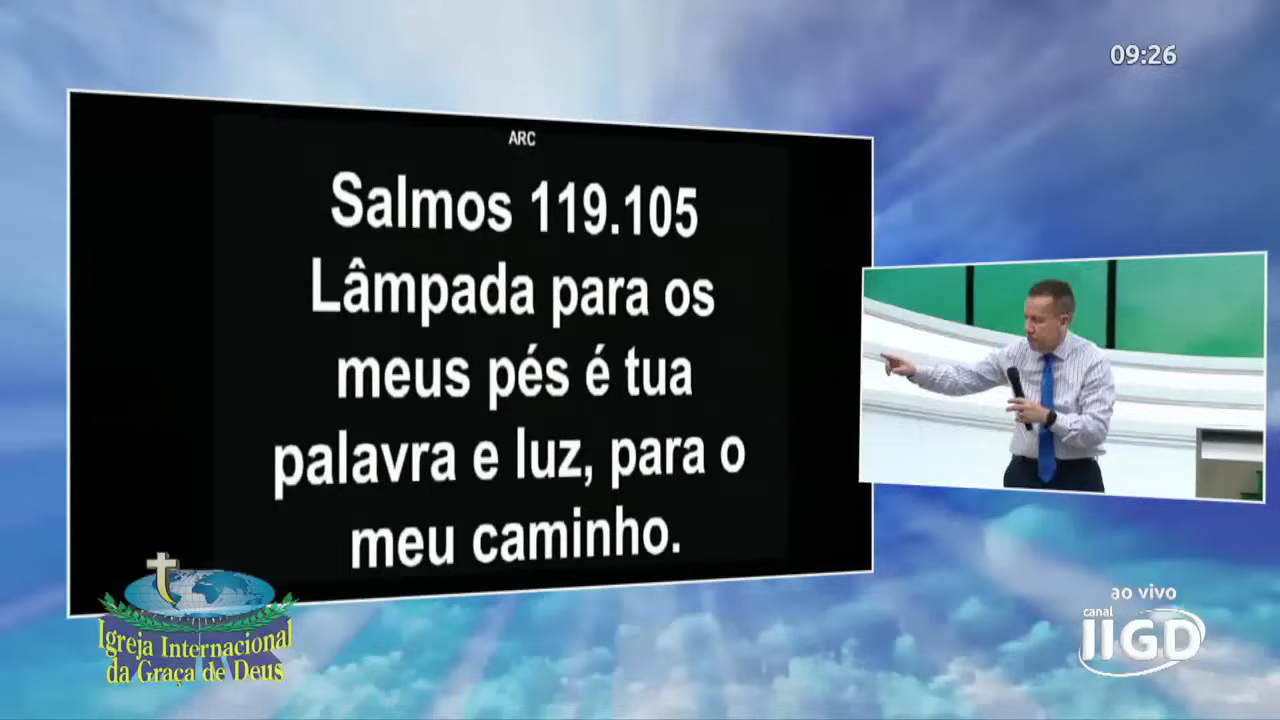 09:26
ARC
Salmos 119.105
Lâmpada para os
meus pés é tua
palavra e luz, para o
meu caminho.
Igreja Internacional
da Graça de Deus
ao vivo
canal
IIGD